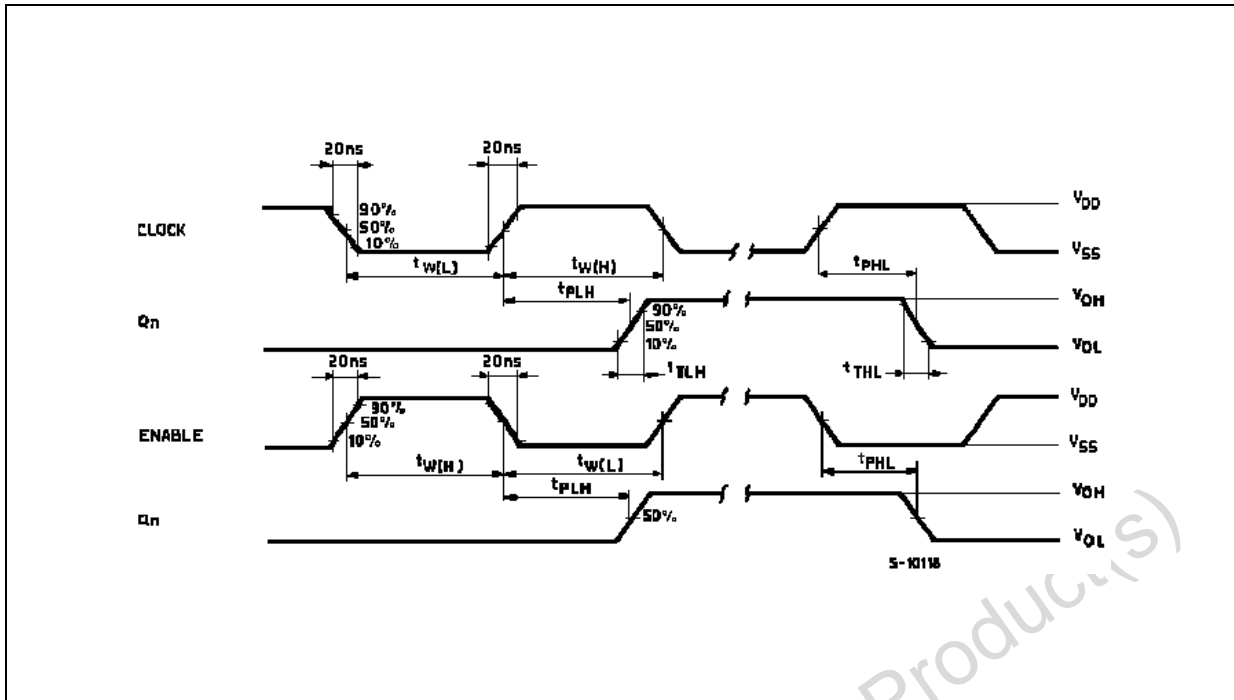 20ns 20ns
CLOCK 90% 50% 10% VDD VSS
tW(L) tW(H) tPHL
tPLH
Qn 90% 50% 10% VOH VOL
tTLH tTHL
20ns 20ns
ENABLE 90% 50% 10% VDD VSS
tW(H) tW(L) tPHL
tPLH
Qn 50% VOH VOL
S-10118
Product(s)